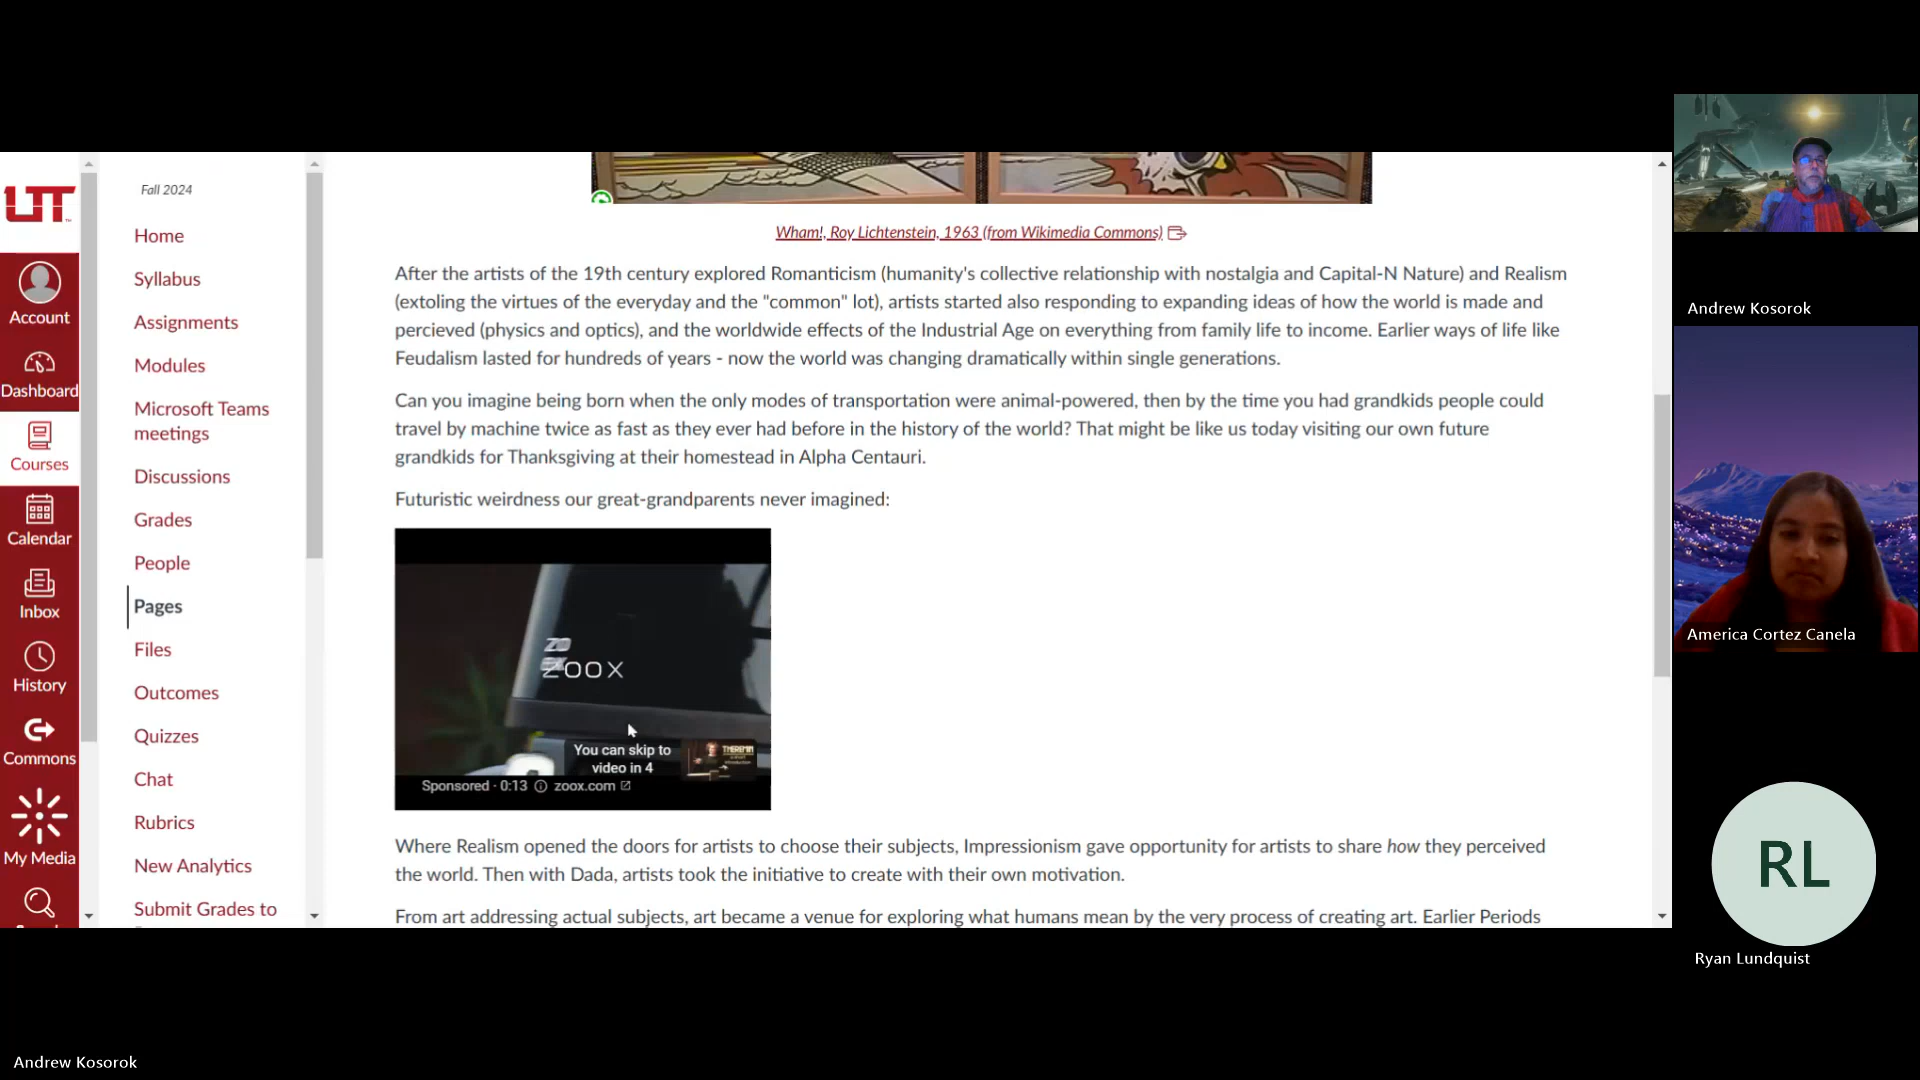 UT
Account
Dashboard
Courses
Calendar
Inbox
History
Commons
My Media
Fall 2024
Home
Syllabus
Assignments
Modules
Microsoft Teams
meetings
Discussions
Grades
People
Pages
Files
Outcomes
Quizzes
Chat
Rubrics
New Analytics
Submit Grades to
Wham!, Roy Lichtenstein, 1963 (from Wikimedia Commons)
After the artists of the 19th century explored Romanticism (humanity's collective relationship with nostalgia and Capital-N Nature) and Realism
(extoling the virtues of the everyday and the "common" lot), artists started also responding to expanding ideas of how the world is made and
percieved (physics and optics), and the worldwide effects of the Industrial Age on everything from family life to income. Earlier ways of life like
Feudalism lasted for hundreds of years - now the world was changing dramatically within single generations.
Can you imagine being born when the only modes of transportation were animal-powered, then by the time you had grandkids people could
travel by machine twice as fast as they ever had before in the history of the world? That might be like us today visiting our own future
grandkids for Thanksgiving at their homestead in Alpha Centauri.
Futuristic weirdness our great-grandparents never imagined:
ZO
ZOOX
You can skip to
video in 4
THEREMIN
Sponsored · 0:13 zoox.com
Where Realism opened the doors for artists to choose their subjects, Impressionism gave opportunity for artists to share how they perceived
the world. Then with Dada, artists took the initiative to create with their own motivation.
From art addressing actual subjects, art became a venue for exploring what humans mean by the very process of creating art. Earlier Periods
Andrew Kosorok
America Cortez Canela
RL
Ryan Lundquist
Andrew Kosorok